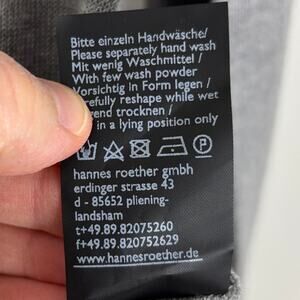 Bitte einzeln Handwäsche/
Please separately hand wash
Mit wenig Waschmittel /
With few wash powder
Vorsichtig in Form legen /
refully reshape while wet
gend trocknen /
in a lying position only
hannes roether gmbh
erdinger strasse 43
d - 85652 pliening-
landsham
t+49.89.82075260
f+49.89.82072629
www.hannesroether.de